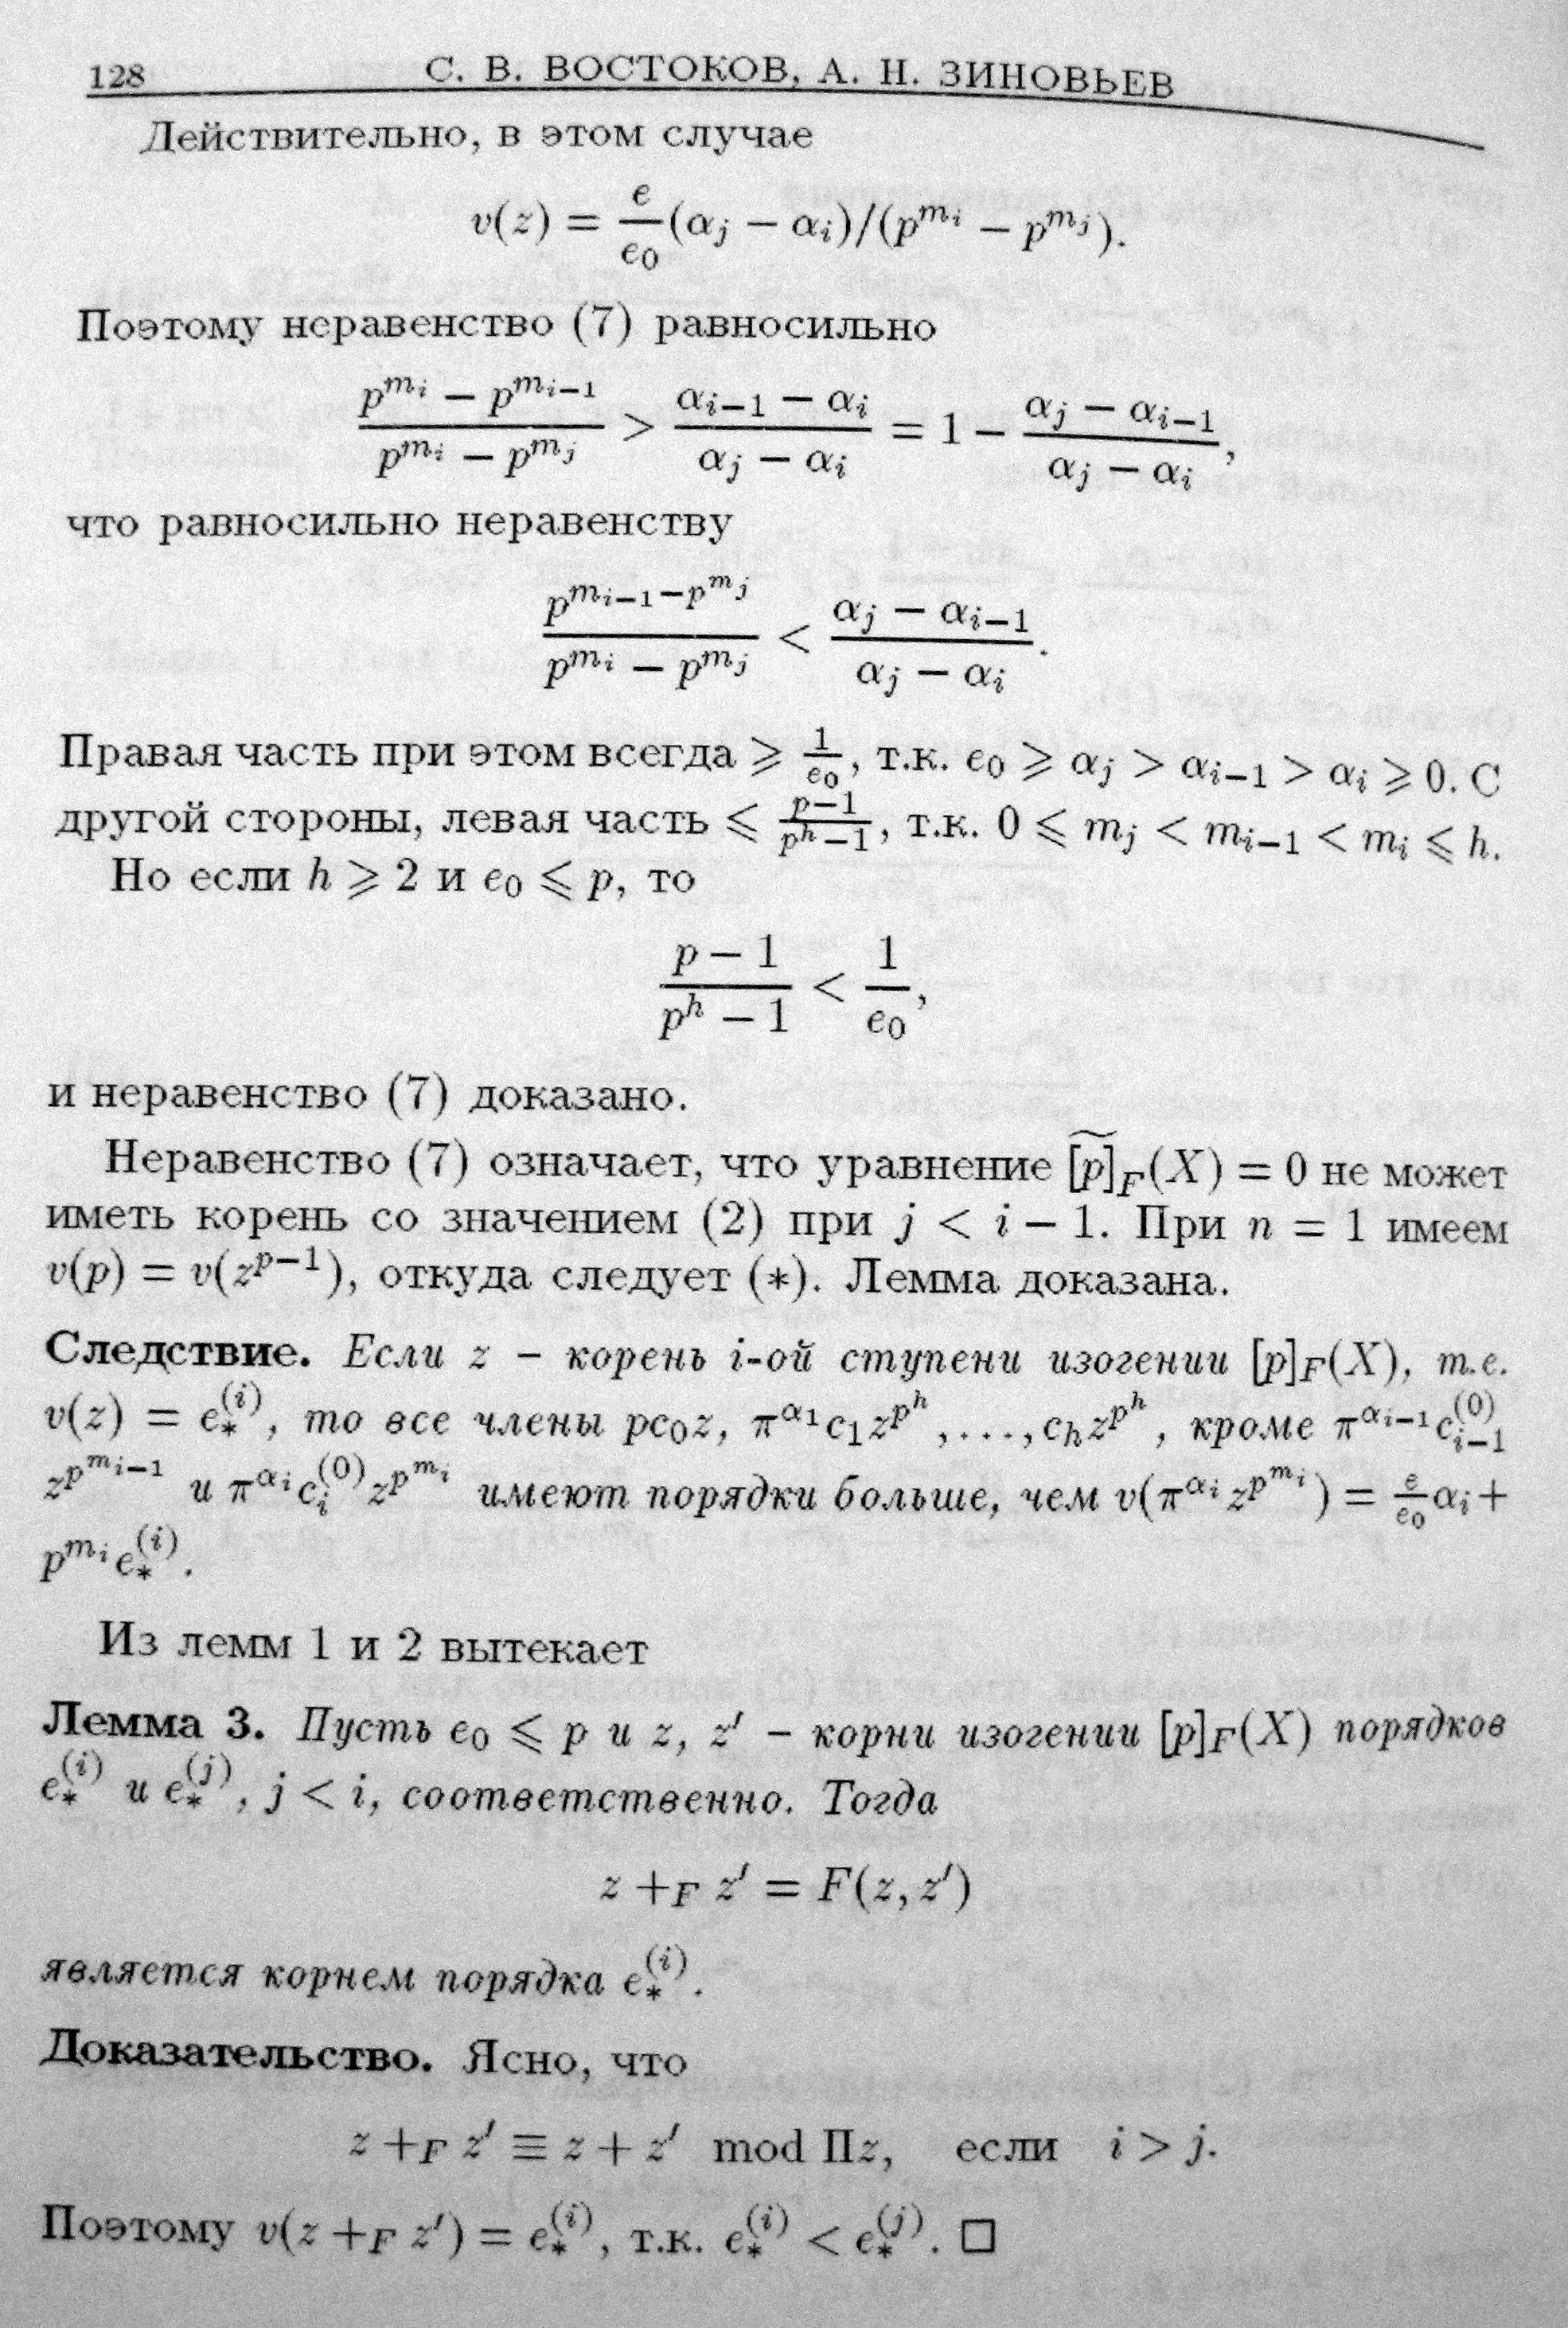 128 С. В. ВОСТОКОВ, А. Н. ЗИНОВЬЕВ
Действительно, в этом случае
$v(z) = \frac{e}{e_0}(\alpha_j - \alpha_i)/(p^{m_i} - p^{m_j}).$
Поэтому неравенство (7) равносильно
$\frac{p^{m_i} - p^{m_{i-1}}}{p^{m_i} - p^{m_j}} > \frac{\alpha_{i-1} - \alpha_i}{\alpha_j - \alpha_i} = 1 - \frac{\alpha_j - \alpha_{i-1}}{\alpha_j - \alpha_i},$
что равносильно неравенству
$\frac{p^{m_{i-1} - p^{m_j}}}{p^{m_i} - p^{m_j}} < \frac{\alpha_j - \alpha_{i-1}}{\alpha_j - \alpha_i}.$
Правая часть при этом всегда $\geqslant \frac{1}{e_0}$, т.к. $e_0 \geqslant \alpha_j > \alpha_{i-1} > \alpha_i \geqslant 0$. С
другой стороны, левая часть $\leqslant \frac{p-1}{p^h-1}$, т.к. $0 \leqslant m_j < m_{i-1} < m_i \leqslant h$.
Но если $h \geqslant 2$ и $e_0 \leqslant p$, то
$\frac{p-1}{p^h-1} < \frac{1}{e_0},$
и неравенство (7) доказано.
Неравенство (7) означает, что уравнение $\widetilde{[p]}_F(X) = 0$ не может
иметь корень со значением (2) при $j < i - 1$. При $n = 1$ имеем
$v(p) = v(z^{p-1})$, откуда следует (∗). Лемма доказана.
Следствие. Если $z$ – корень $i$-ой ступени изогении $[p]_F(X)$, т.е.
$v(z) = e_*^{(i)}$, то все члены $pc_0z$, $\pi^{\alpha_1}c_1z^{p^h}, \ldots, c_hz^{p^h}$, кроме $\pi^{\alpha_{i-1}}c_{i-1}^{(0)}$
$z^{p^{m_{i-1}}}$ и $\pi^{\alpha_i}c_i^{(0)}z^{p^{m_i}}$ имеют порядки больше, чем $v(\pi^{\alpha_i}z^{p^{m_i}}) = \frac{e}{e_0}\alpha_i +$
$p^{m_i}e_*^{(i)}$.
Из лемм 1 и 2 вытекает
Лемма 3. Пусть $e_0 \leqslant p$ и $z$, $z'$ – корни изогении $[p]_F(X)$ порядков
$e_*^{(i)}$ и $e_*^{(j)}$, $j < i$, соответственно. Тогда
$z +_F z' = F(z, z')$
является корнем порядка $e_*^{(i)}$.
Доказательство. Ясно, что
$z +_F z' \equiv z + z' \mod \Pi z,$ если $i > j.$
Поэтому $v(z +_F z') = e_*^{(i)}$, т.к. $e_*^{(i)} < e_*^{(j)}$. □